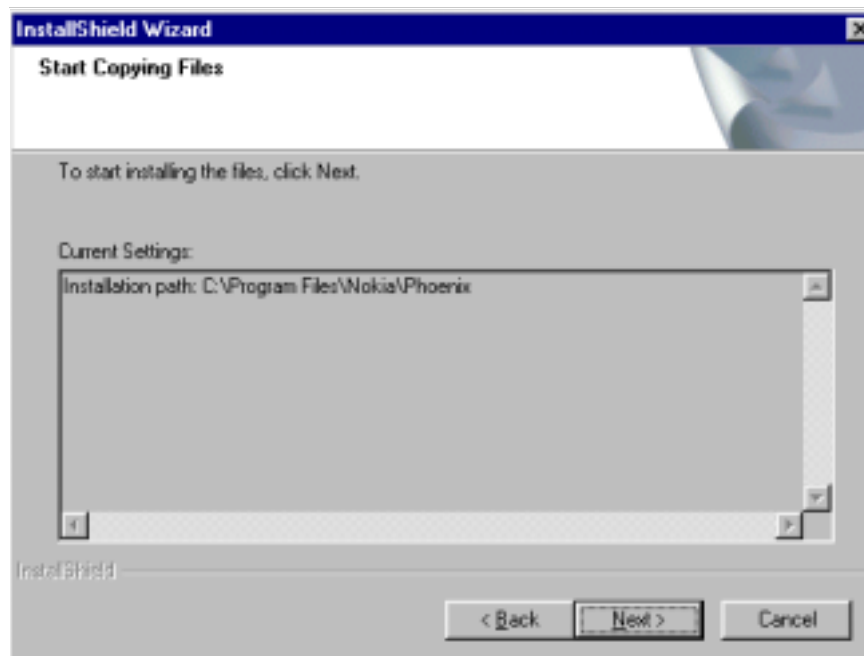 InstallShield Wizard
Start Copying Files
To start installing the files, click Next.
Current Settings:
Installation path: C:\Program Files\Nokia\Phoenix
InstallShield
< Back
Next >
Cancel